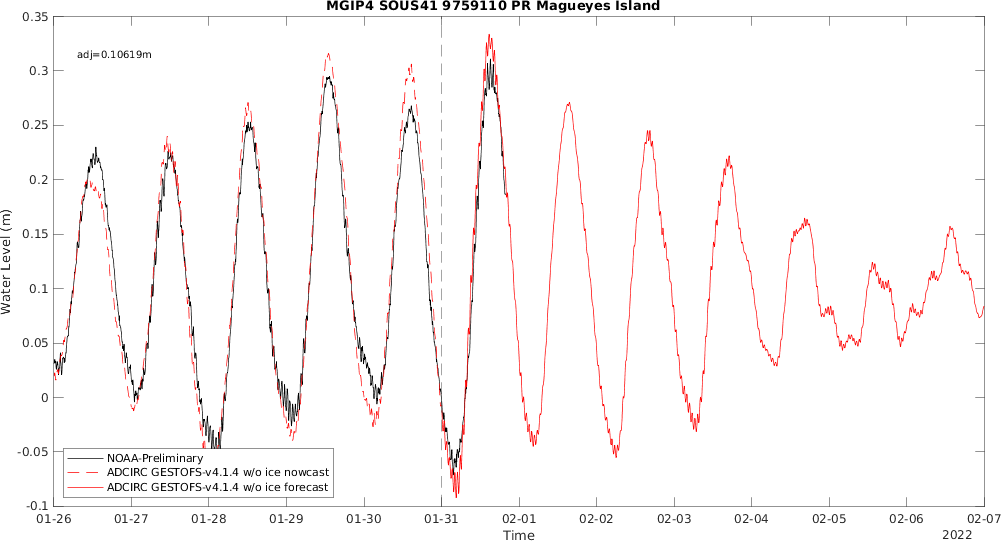 MGIP4 SOUS41 9759110 PR Magueyes Island
adj=0.10619m
0.35
0.3
0.25
0.2
0.15
0.1
0.05
0
-0.05
-0.1
Water Level (m)
NOAA-Preliminary
ADCIRC GESTOFS-v4.1.4 w/o ice nowcast
ADCIRC GESTOFS-v4.1.4 w/o ice forecast
01-26 01-27 01-28 01-29 01-30 01-31 02-01 02-02 02-03 02-04 02-05 02-06 02-07
Time
2022